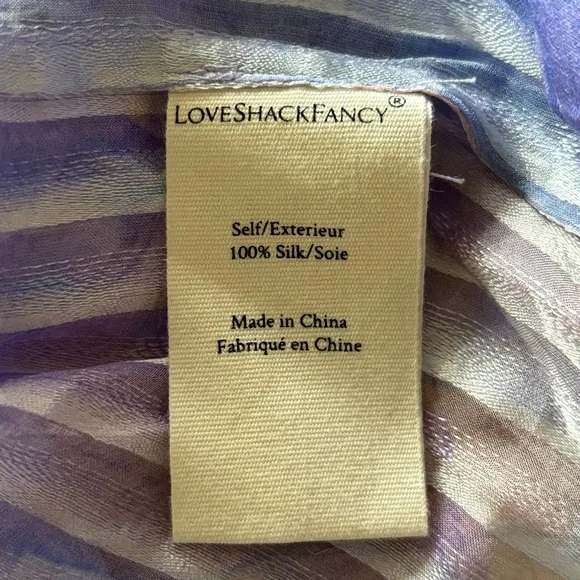 LOVESHACKFANCY®
Self/Exterieur
100% Silk/Soie
Made in China
Fabriqué en Chine